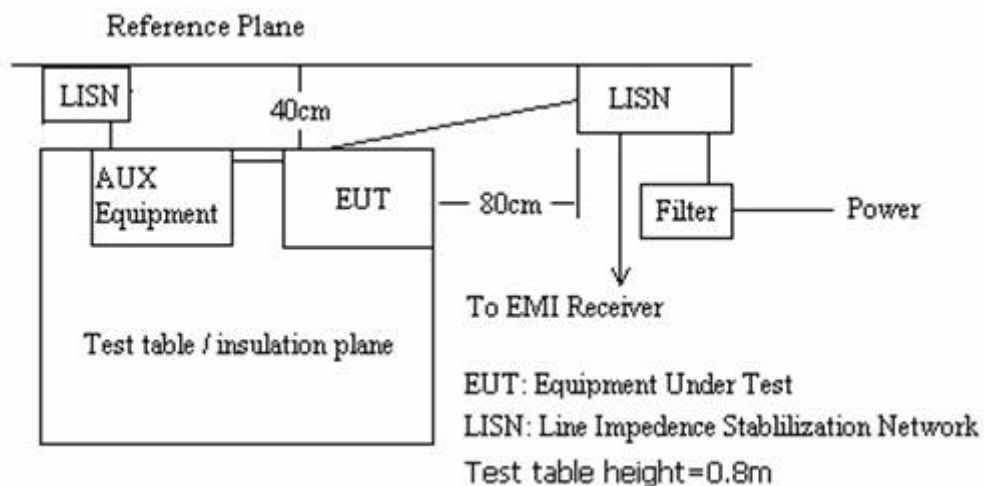 Reference Plane
LISN
40cm
LISN
AUX
Equipment
EUT
80cm
Filter
Power
To EMI Receiver
Test table / insulation plane
EUT: Equipment Under Test
LISN: Line Impedence Stablilization Network
Test table height=0.8m